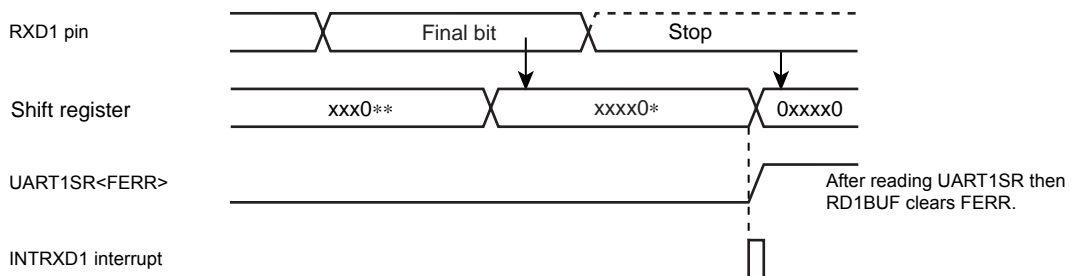 RXD1 pin
Final bit
Stop
Shift register
xxx0**
xxxx0*
0xxxx0
UART1SR<FERR>
After reading UART1SR then
RD1BUF clears FERR.
INTRXD1 interrupt